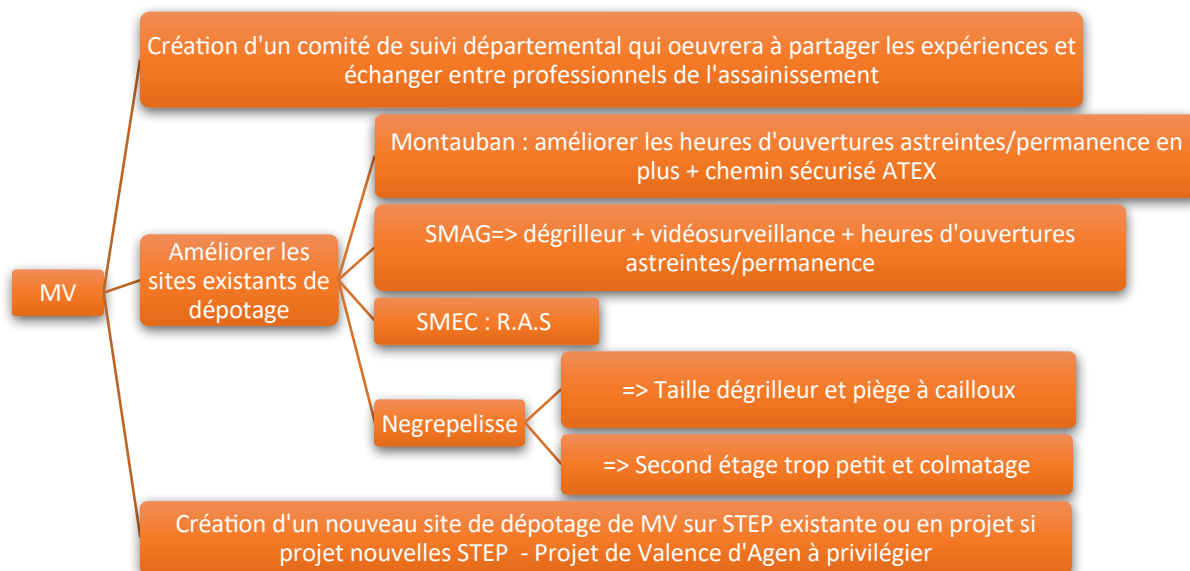 Création d'un comité de suivi départemental qui oeuvrera à partager les expériences et
échanger entre professionnels de l'assainissement
Montauban : améliorer les heures d'ouvertures astreintes/permanence en
plus + chemin sécurisé ATEX
Améliorer les
sites existants de
dépotage
SMAG=> dégrilleur + vidéosurveillance + heures d'ouvertures
astreintes/permanence
MV
SMEC : R.A.S
Negrepelisse
=> Taille dégrilleur et piège à cailloux
=> Second étage trop petit et colmatage
Création d'un nouveau site de dépotage de MV sur STEP existante ou en projet si
projet nouvelles STEP - Projet de Valence d'Agen à privilégier